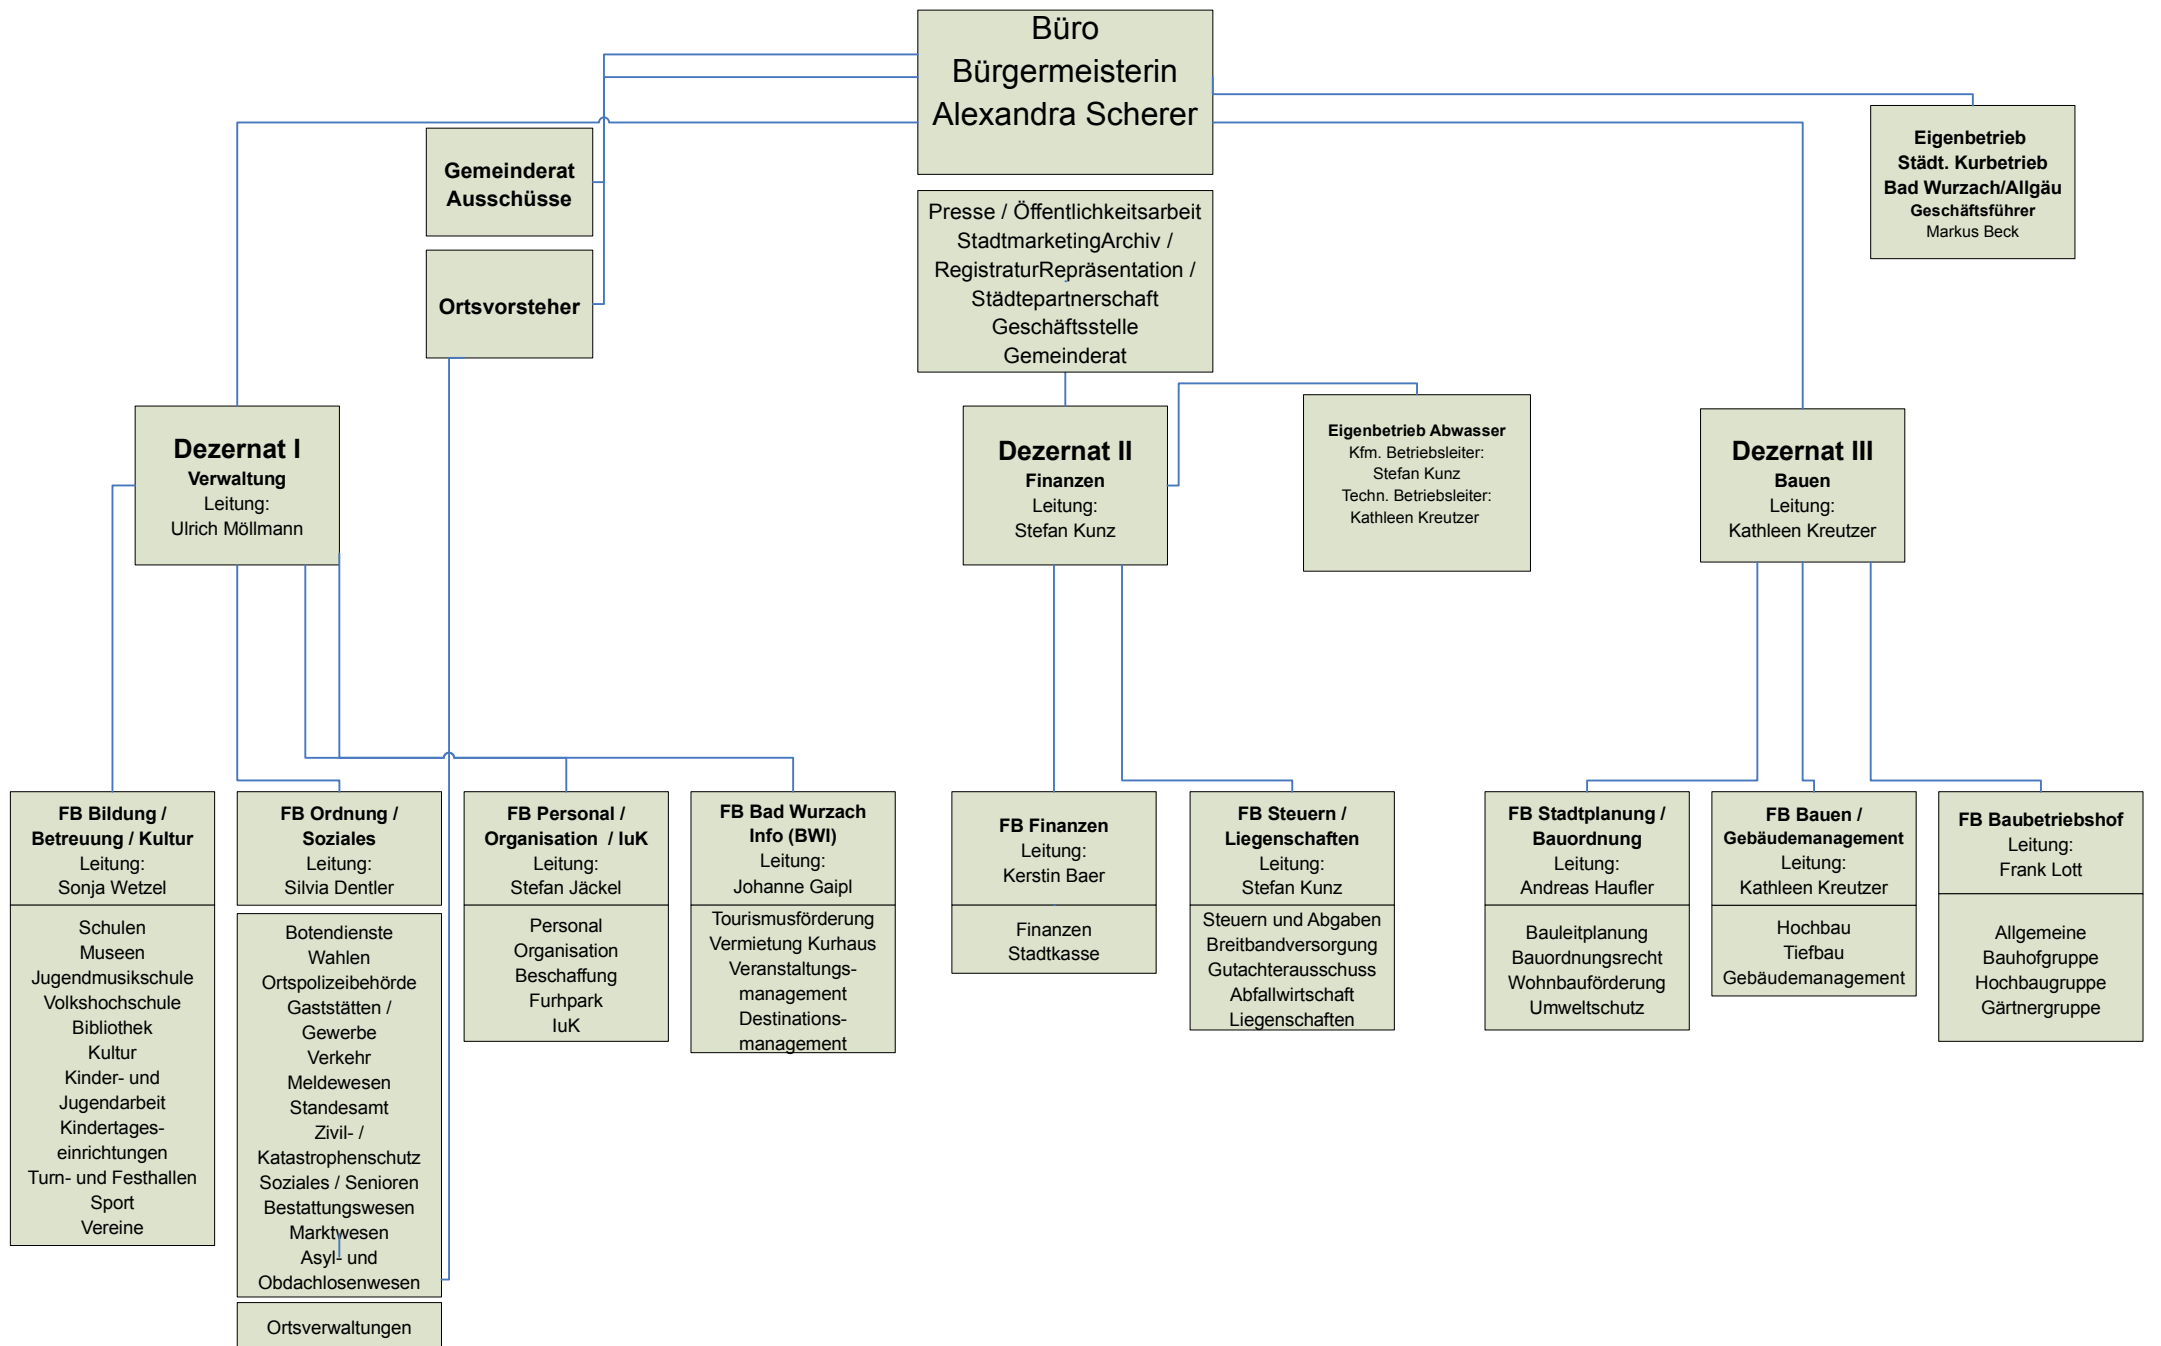 Büro
Bürgermeisterin
Alexandra Scherer
Gemeinderat
Ausschüsse
Ortsvorsteher
Presse / Öffentlichkeitsarbeit
StadtmarketingArchiv /
RegistraturRepräsentation /
Städtepartnerschaft
Geschäftsstelle
Gemeinderat
Eigenbetrieb
Städt. Kurbetrieb
Bad Wurzach/Allgäu
Geschäftsführer
Markus Beck
Dezernat I
Verwaltung
Leitung:
Ulrich Möllmann
Dezernat II
Finanzen
Leitung:
Stefan Kunz
Eigenbetrieb Abwasser
Kfm. Betriebsleiter:
Stefan Kunz
Techn. Betriebsleiter:
Kathleen Kreutzer
Dezernat III
Bauen
Leitung:
Kathleen Kreutzer
FB Bildung /
Betreuung / Kultur
Leitung:
Sonja Wetzel
Schulen
Museen
Jugendmusikschule
Volkshochschule
Bibliothek
Kultur
Kinder- und
Jugendarbeit
Kindertages-
einrichtungen
Turn- und Festhallen
Sport
Vereine
FB Ordnung /
Soziales
Leitung:
Silvia Dentler
Botendienste
Wahlen
Ortspolizeibehörde
Gaststätten /
Gewerbe
Verkehr
Meldewesen
Standesamt
Zivil- /
Katastrophenschutz
Soziales / Senioren
Bestattungswesen
Marktwesen
Asyl- und
Obdachlosenwesen
Ortsverwaltungen
FB Personal /
Organisation / IuK
Leitung:
Stefan Jäckel
Personal
Organisation
Beschaffung
Furhpark
IuK
FB Bad Wurzach
Info (BWI)
Leitung:
Johanne Gaipl
Tourismusförderung
Vermietung Kurhaus
Veranstaltungs-
management
Destinations-
management
FB Finanzen
Leitung:
Kerstin Baer
Finanzen
Stadtkasse
FB Steuern /
Liegenschaften
Leitung:
Stefan Kunz
Steuern und Abgaben
Breitbandversorgung
Gutachterausschuss
Abfallwirtschaft
Liegenschaften
FB Stadtplanung /
Bauordnung
Leitung:
Andreas Haufler
Bauleitplanung
Bauordnungsrecht
Wohnbauförderung
Umweltschutz
FB Bauen /
Gebäudemanagement
Leitung:
Kathleen Kreutzer
Hochbau
Tiefbau
Gebäudemanagement
FB Baubetriebshof
Leitung:
Frank Lott
Allgemeine
Bauhofgruppe
Hochbaugruppe
Gärtnergruppe